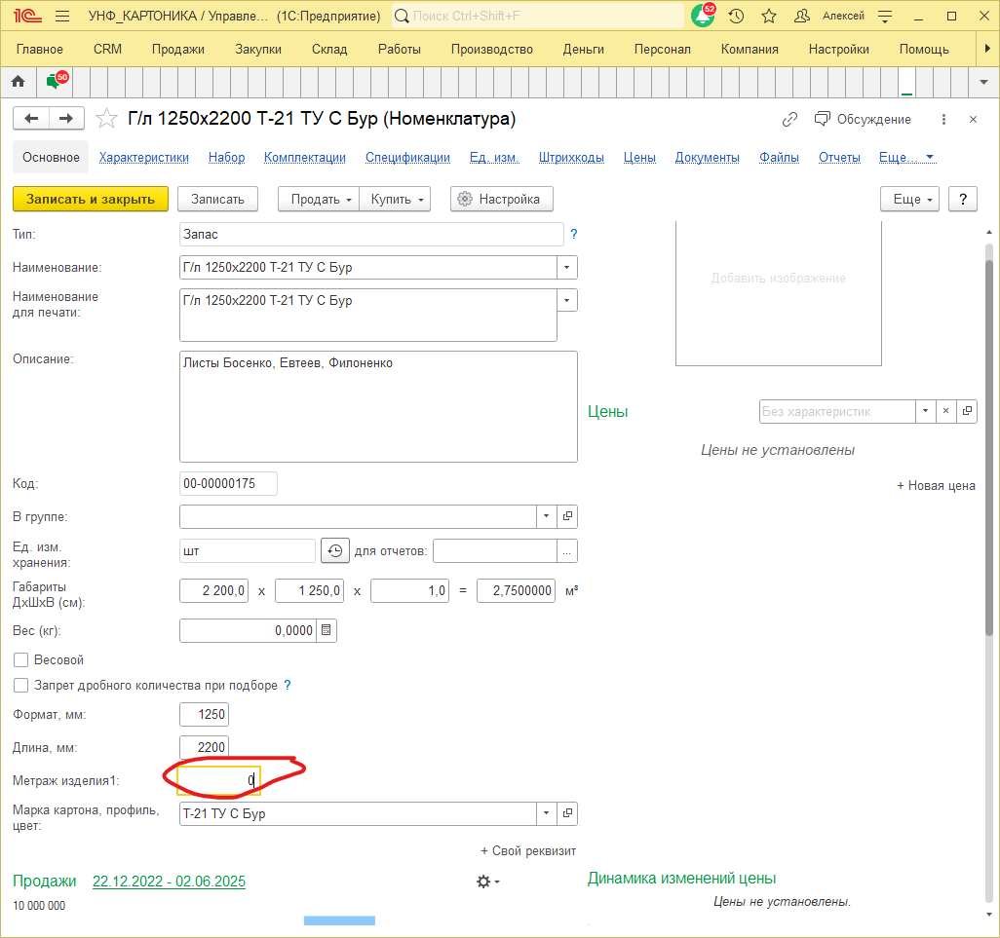 1С УНФ_КАРТОНИКА / Управле... (1С:Предприятие) Поиск Ctrl+Shift+F 52 Алексей
Главное CRM Продажи Закупки Склад Работы Производство Деньги Персонал Компания Настройки Помощь
50
Г/л 1250х2200 Т-21 ТУ С Бур (Номенклатура) Обсуждение
Основное Характеристики Набор Комплектации Спецификации Ед. изм. Штрихкоды Цены Документы Файлы Отчеты Еще...
Записать и закрыть Записать Продать Купить Настройка Еще ?
Тип: Запас ?
Наименование: Г/л 1250х2200 Т-21 ТУ С Бур
Наименование
для печати: Г/л 1250х2200 Т-21 ТУ С Бур
Добавить изображение
Описание: Листы Босенко, Евтеев, Филоненко
Цены Без характеристик
Цены не установлены
Код: 00-00000175
+ Новая цена
В группе:
Ед. изм.
хранения: шт для отчетов: ...
Габариты
ДхШхВ (см): 2 200,0 х 1 250,0 х 1,0 = 2,7500000 м³
Вес (кг): 0,0000
Весовой
Запрет дробного количества при подборе ?
Формат, мм: 1250
Длина, мм: 2200
Метраж изделия1: 0
Марка картона, профиль,
цвет: Т-21 ТУ С Бур
+ Свой реквизит
Продажи 22.12.2022 - 02.06.2025
Динамика изменений цены
10 000 000
Цены не установлены.